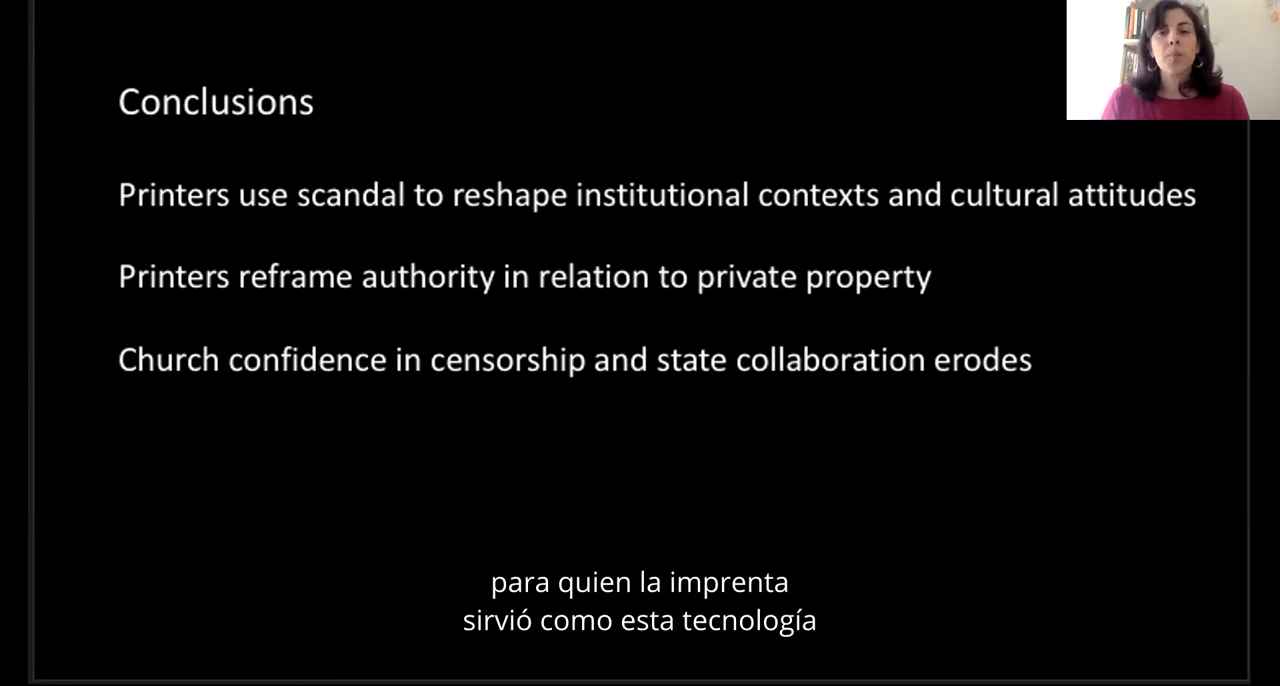 Conclusions
Printers use scandal to reshape institutional contexts and cultural attitudes
Printers reframe authority in relation to private property
Church confidence in censorship and state collaboration erodes
para quien la imprenta
sirvió como esta tecnología